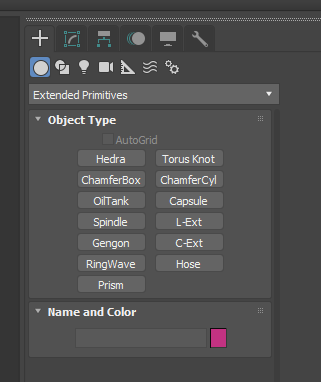 Extended Primitives
Object Type
AutoGrid
Hedra Torus Knot
ChamferBox ChamferCyl
OilTank Capsule
Spindle L-Ext
Gengon C-Ext
RingWave Hose
Prism
Name and Color